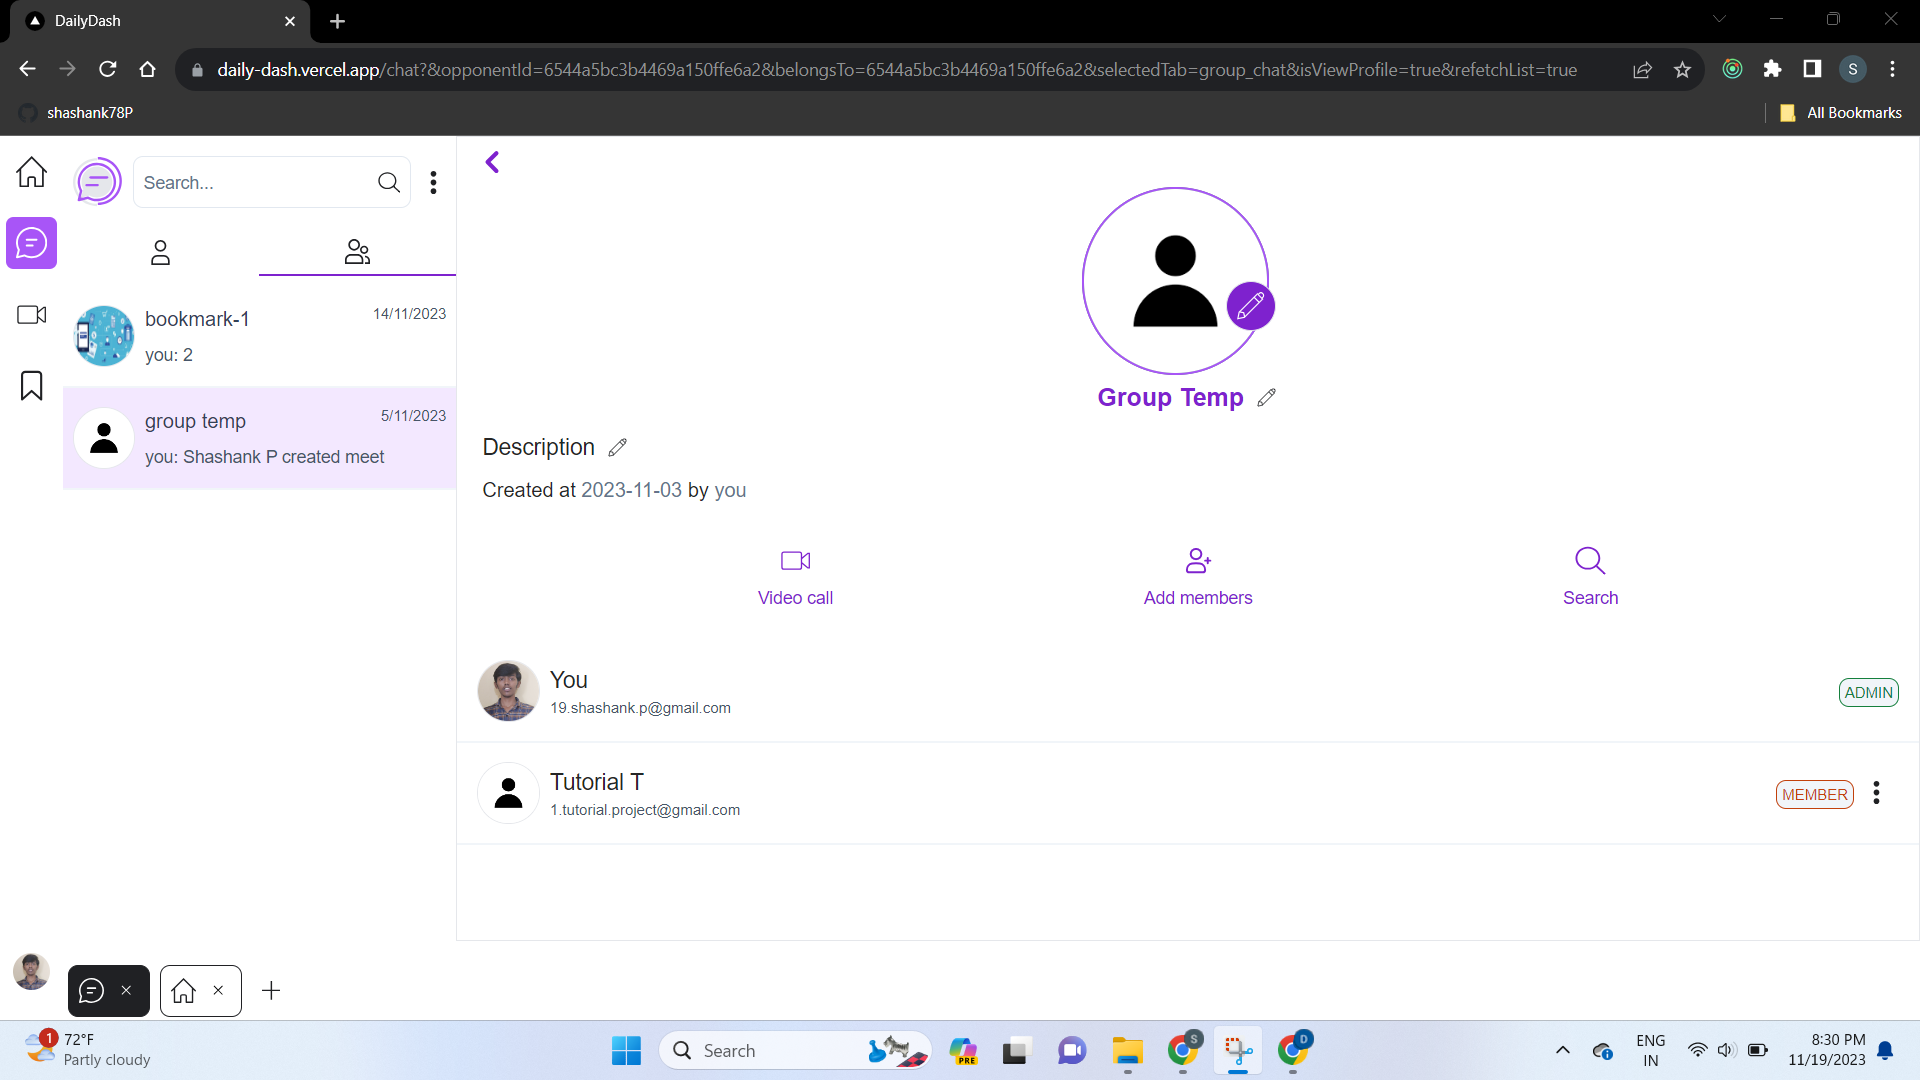 DailyDash
daily-dash.vercel.app/chat?&opponentId=6544a5bc3b4469a150ffe6a2&belongsTo=6544a5bc3b4469a150ffe6a2&selectedTab=group_chat&isViewProfile=true&refetchList=true
S
shashank78P
All Bookmarks
Search...
bookmark-1
14/11/2023
you: 2
group temp
5/11/2023
you: Shashank P created meet
Group Temp
Description
Created at 2023-11-03 by you
Video call
Add members
Search
You
19.shashank.p@gmail.com
ADMIN
Tutorial T
1.tutorial.project@gmail.com
MEMBER
1
72°F
Partly cloudy
Search
PRE
S
D
ENG
IN
8:30 PM
11/19/2023